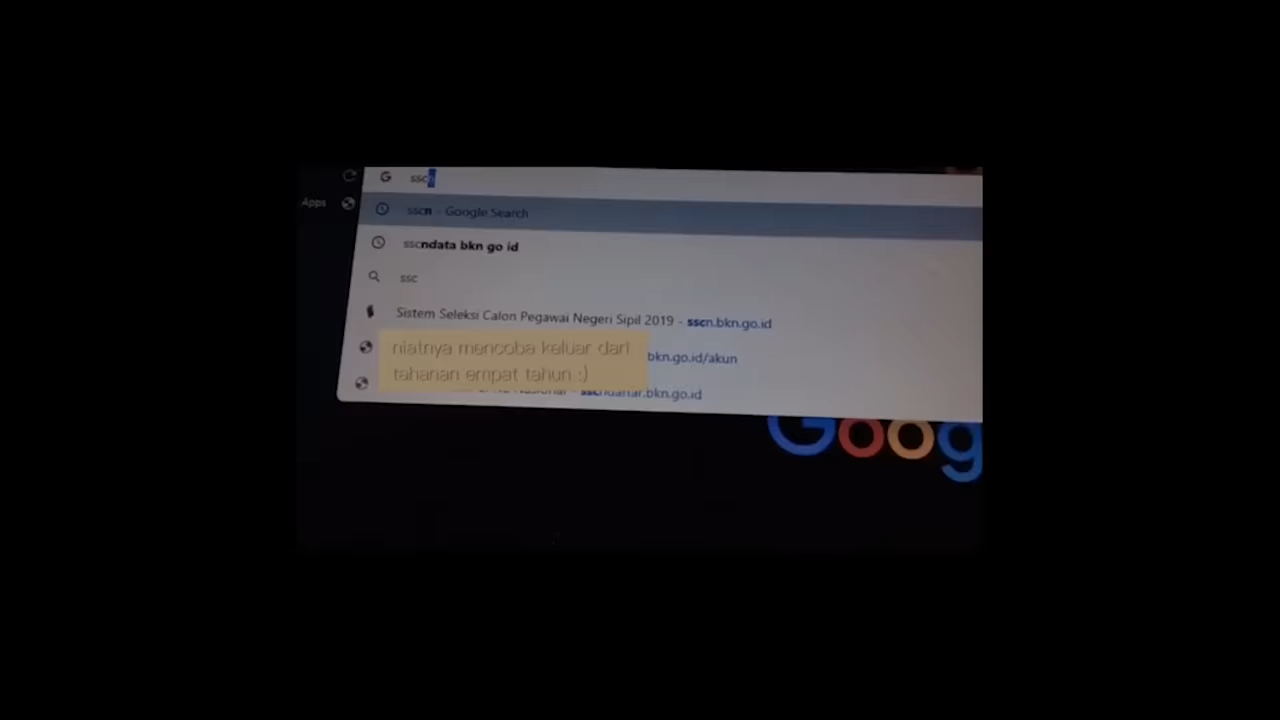 sscn
Apps
sscn - Google Search
sscndata bkn go id
ssc
Sistem Seleksi Calon Pegawai Negeri Sipil 2019 - sscn.bkn.go.id
bkn.go.id/akun
niatnya mencoba keluar dari
tahanan empat tahun :)
Nasional - sscndaftar.bkn.go.id
Goog